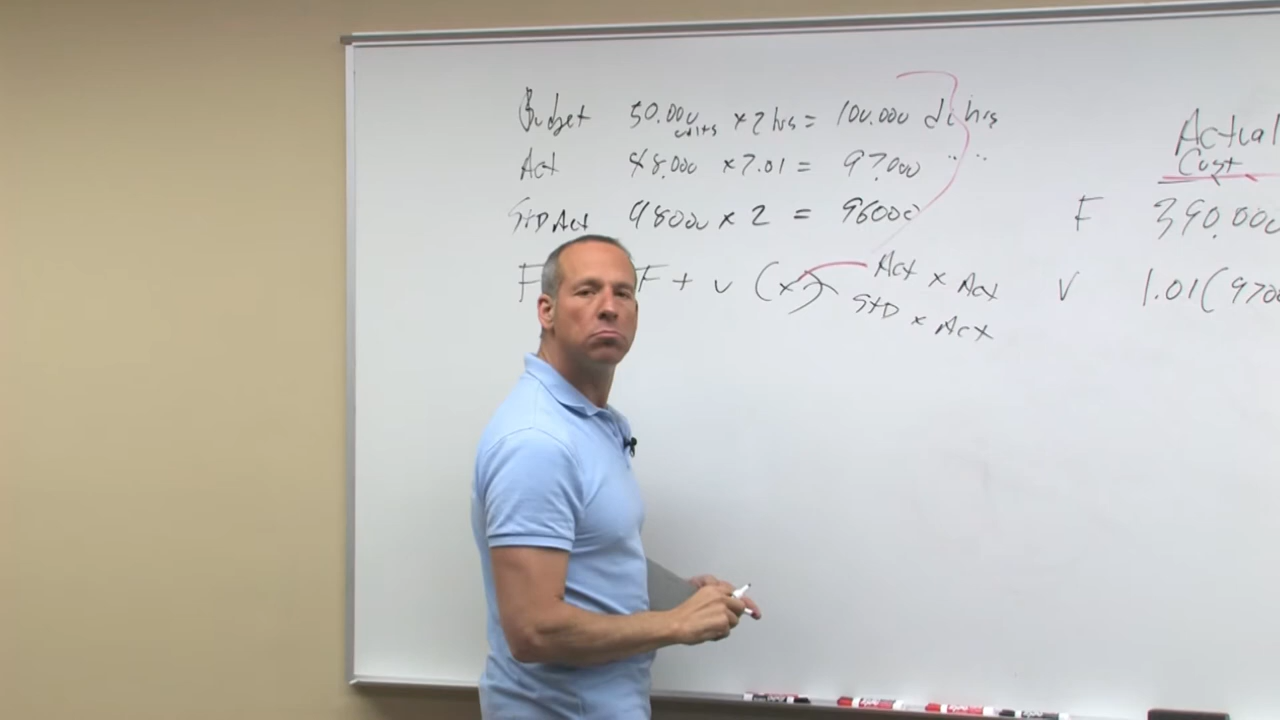 Budget 50.000 units x 2 hrs = 100.000 dl hrs
Act 48.000 x 2.01 = 97.000 " "
STD Act 48000 x 2 = 96000
F F + v (x) Act x Act
STD x Act
Actual
Cost
F 390.000
V 1.01(970